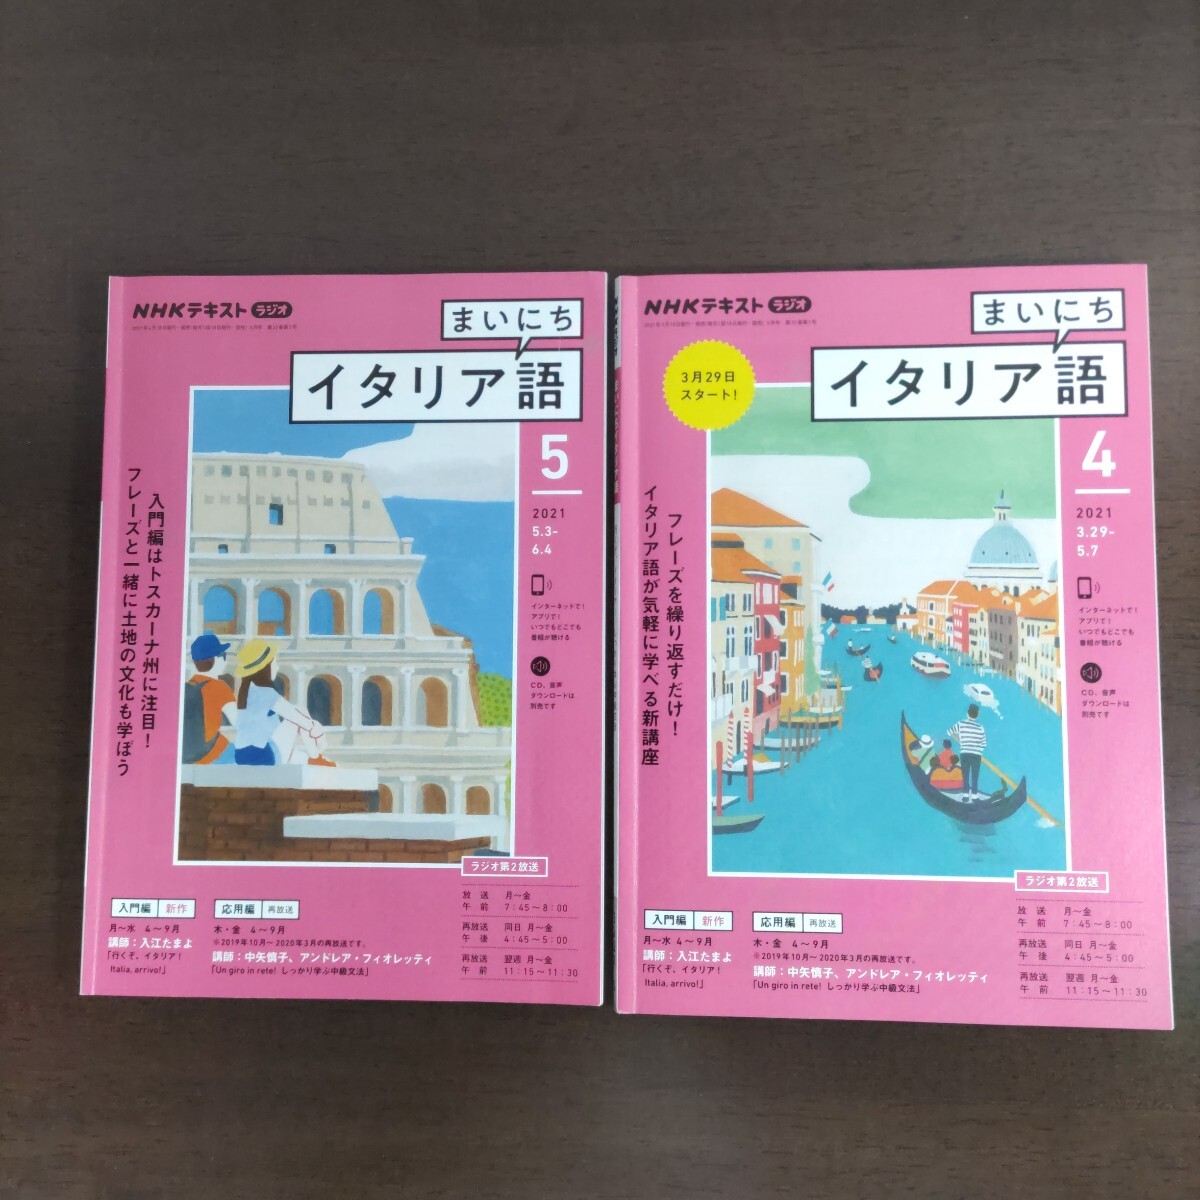 NHKテキスト ラジオ
まいにち
イタリア語
5
2021
5.3-
6.4
インターネットで!
アプリで!
いつでもどこでも
番組が聴ける
CD、音声
ダウンロードは
別売です
入門編はトスカーナ州に注目!
フレーズと一緒に土地の文化も学ぼう
ラジオ第2放送
入門編 新作
月〜水 4〜9月
講師:入江たまよ
「行くぞ、イタリア!
Italia, arrivo!」
応用編 再放送
木・金 4〜9月
※2019年10月〜2020年3月の再放送です。
講師:中矢慎子、アンドレア・フィオレッティ
「Un giro in rete! しっかり学ぶ中級文法」
放送 月〜金
午前 7:45〜8:00
再放送 同日 月〜金
午後 4:45〜5:00
再放送 翌週 月〜金
午前 11:15〜11:30
NHKテキスト ラジオ
まいにち
イタリア語
3月29日
スタート!
4
2021
3.29-
5.7
インターネットで!
アプリで!
いつでもどこでも
番組が聴ける
CD、音声
ダウンロードは
別売です
フレーズを繰り返すだけ!
イタリア語が気軽に学べる新講座
ラジオ第2放送
入門編 新作
月〜水 4〜9月
講師:入江たまよ
「行くぞ、イタリア!
Italia, arrivo!」
応用編 再放送
木・金 4〜9月
※2019年10月〜2020年3月の再放送です。
講師:中矢慎子、アンドレア・フィオレッティ
「Un giro in rete! しっかり学ぶ中級文法」
放送 月〜金
午前 7:45〜8:00
再放送 同日 月〜金
午後 4:45〜5:00
再放送 翌週 月〜金
午前 11:15〜11:30